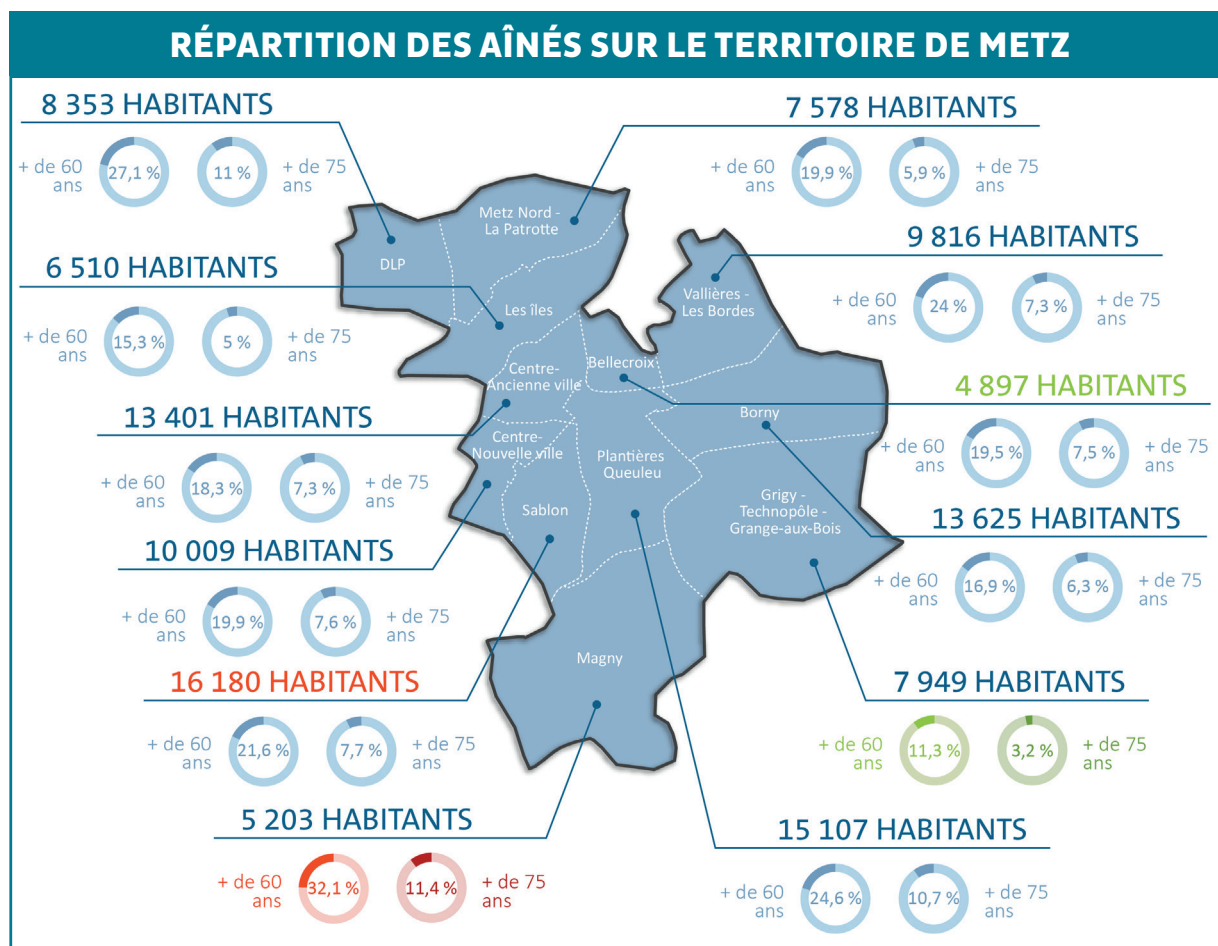 RÉPARTITION DES AÎNÉS SUR LE TERRITOIRE DE METZ
8 353 HABITANTS
+ de 60
ans
27,1 %
11 %
+ de 75
ans
7 578 HABITANTS
+ de 60
ans
19,9 %
5,9 %
+ de 75
ans
6 510 HABITANTS
+ de 60
ans
15,3 %
5 %
+ de 75
ans
9 816 HABITANTS
+ de 60
ans
24 %
7,3 %
+ de 75
ans
13 401 HABITANTS
+ de 60
ans
18,3 %
7,3 %
+ de 75
ans
4 897 HABITANTS
+ de 60
ans
19,5 %
7,5 %
+ de 75
ans
10 009 HABITANTS
+ de 60
ans
19,9 %
7,6 %
+ de 75
ans
13 625 HABITANTS
+ de 60
ans
16,9 %
6,3 %
+ de 75
ans
16 180 HABITANTS
+ de 60
ans
21,6 %
7,7 %
+ de 75
ans
7 949 HABITANTS
+ de 60
ans
11,3 %
3,2 %
+ de 75
ans
5 203 HABITANTS
+ de 60
ans
32,1 %
11,4 %
+ de 75
ans
15 107 HABITANTS
+ de 60
ans
24,6 %
10,7 %
+ de 75
ans
Metz Nord -
La Patrotte
DLP
Les îles
Vallières -
Les Bordes
Bellecroix
Centre-
Ancienne ville
Borny
Centre-
Nouvelle ville
Plantières
Queuleu
Sablon
Grigy -
Technopôle -
Grange-aux-Bois
Magny